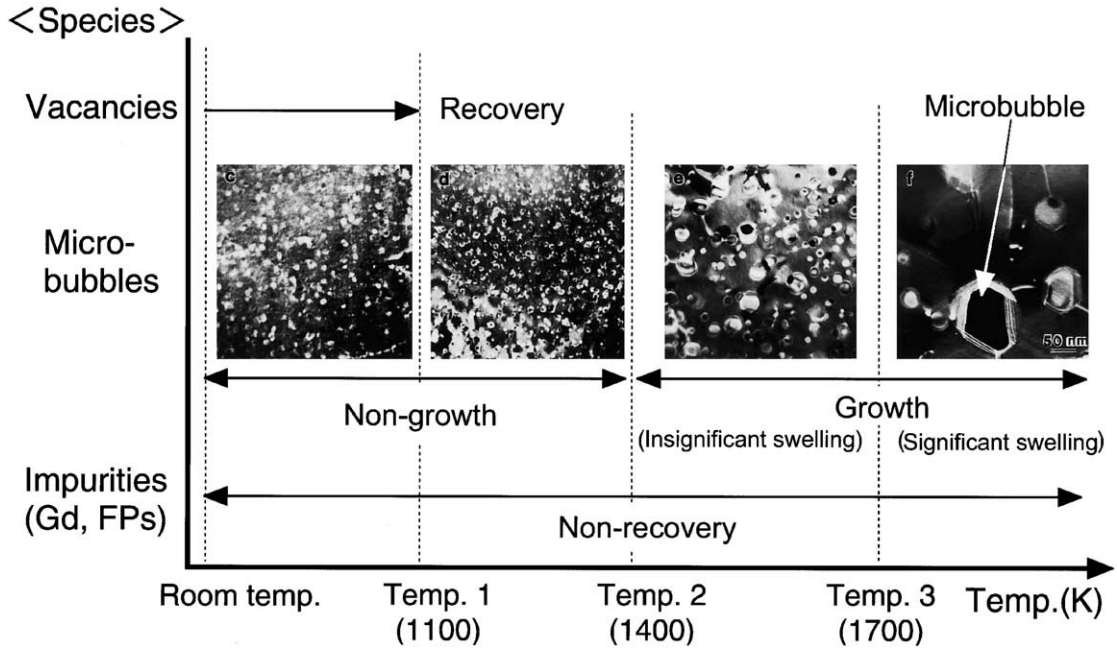 <Species>
Vacancies
Recovery
Microbubble
c
d
e
f
Micro-
bubbles
50 nm
Non-growth
Growth
(Insignificant swelling)
(Significant swelling)
Impurities
(Gd, FPs)
Non-recovery
Room temp.
Temp. 1
(1100)
Temp. 2
(1400)
Temp. 3
(1700)
Temp.(K)